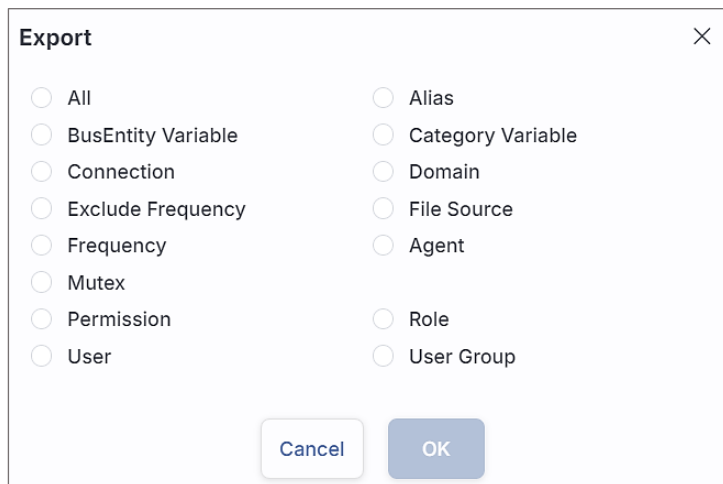 Export
All
Alias
BusEntity Variable
Category Variable
Connection
Domain
Exclude Frequency
File Source
Frequency
Agent
Mutex
Permission
Role
User
User Group
Cancel
OK